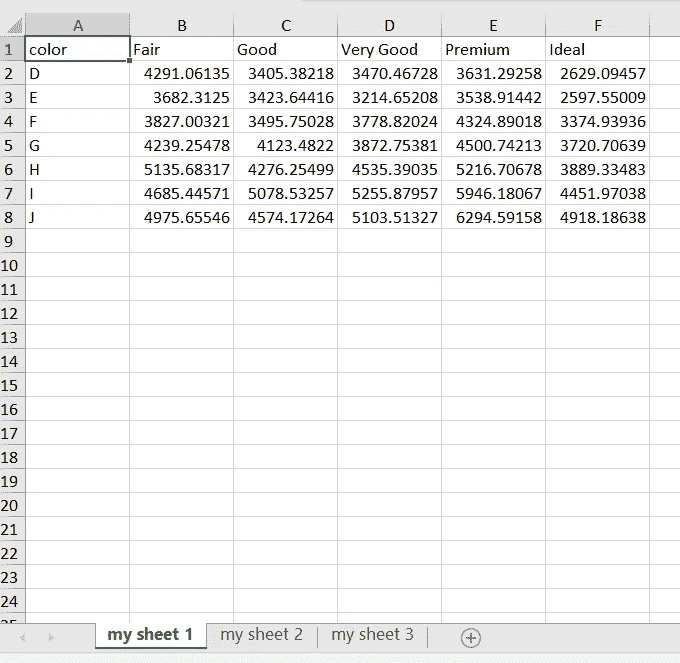 A B C D E F
1 color Fair Good Very Good Premium Ideal
2 D 4291.06135 3405.38218 3470.46728 3631.29258 2629.09457
3 E 3682.3125 3423.64416 3214.65208 3538.91442 2597.55009
4 F 3827.00321 3495.75028 3778.82024 4324.89018 3374.93936
5 G 4239.25478 4123.4822 3872.75381 4500.74213 3720.70639
6 H 5135.68317 4276.25499 4535.39035 5216.70678 3889.33483
7 I 4685.44571 5078.53257 5255.87957 5946.18067 4451.97038
8 J 4975.65546 4574.17264 5103.51327 6294.59158 4918.18638
9
10
11
12
13
14
15
16
17
18
19
20
21
22
23
24
my sheet 1 my sheet 2 my sheet 3